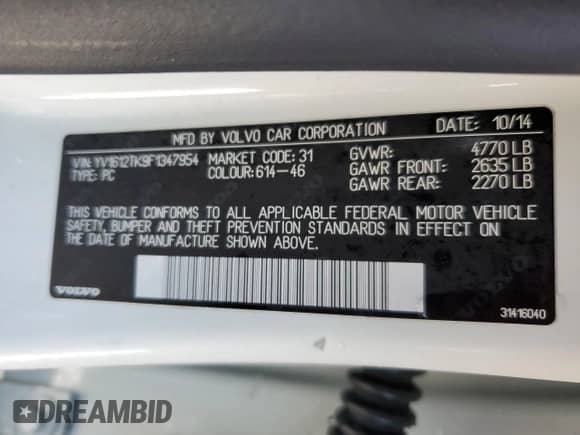 MFD BY VOLVO CAR CORPORATION DATE: 10/14
VIN: YV1612TK9F1347954 MARKET CODE: 31 GVWR: 4770 LB
TYPE: PC COLOUR: 614-46 GAWR FRONT: 2635 LB
GAWR REAR: 2270 LB
THIS VEHICLE CONFORMS TO ALL APPLICABLE FEDERAL MOTOR VEHICLE
SAFETY, BUMPER AND THEFT PREVENTION STANDARDS IN EFFECT ON
THE DATE OF MANUFACTURE SHOWN ABOVE.
VOLVO
31416040
DREAMBID